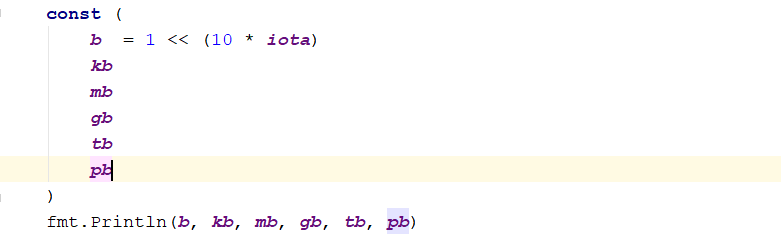 const (
    b  = 1 << (10 * iota)
    kb
    mb
    gb
    tb
    pb
)
fmt.Println(b, kb, mb, gb, tb, pb)